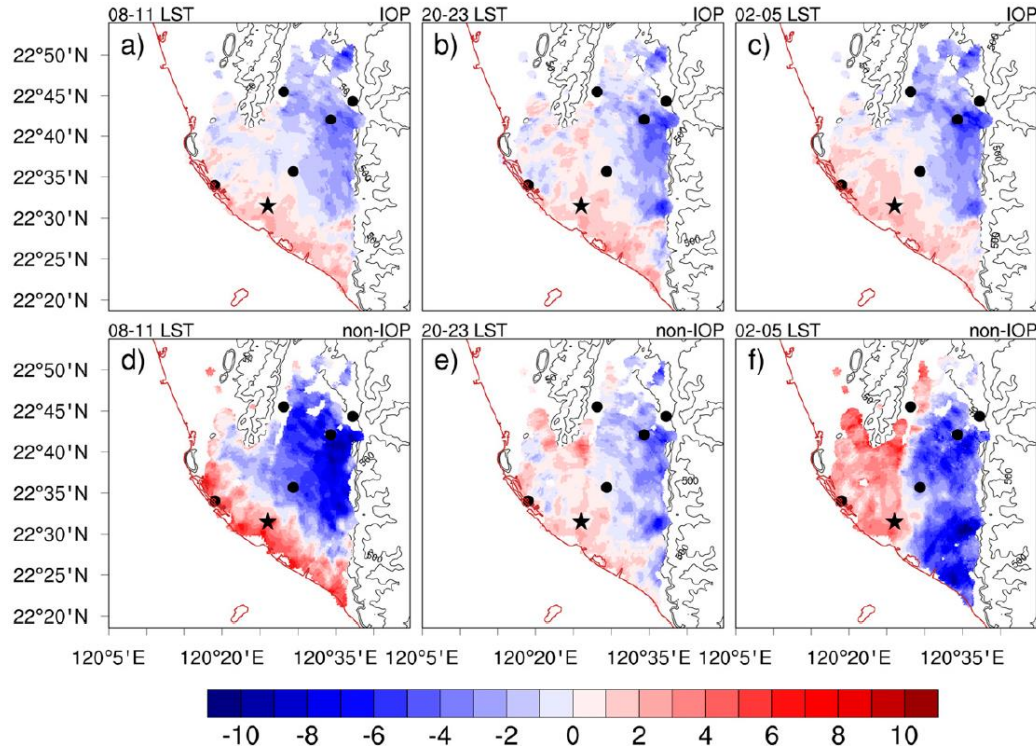 08-11 LST IOP 20-23 LST IOP 02-05 LST IOP
a) b) c)
22°50'N
22°45'N
22°40'N
22°35'N
22°30'N
22°25'N
22°20'N
500
500
500
500
500
08-11 LST non-IOP 20-23 LST non-IOP 02-05 LST non-IOP
d) e) f)
22°50'N
22°45'N
22°40'N
22°35'N
22°30'N
22°25'N
22°20'N
500
500
500
120°5'E 120°20'E 120°35'E 120°5'E 120°20'E 120°35'E 120°5'E 120°20'E 120°35'E
-10 -8 -6 -4 -2 0 2 4 6 8 10